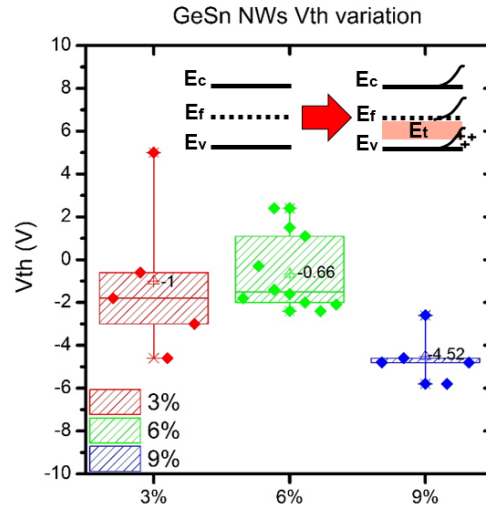 GeSn NWs Vth variation
10
8
6
4
2
0
-2
-4
-6
-8
-10
Vth (V)
Ec
Ef
Ev
Ec
Ef
Et
Ev
++
++
-1
-0.66
-4.52
3%
6%
9%
3%
6%
9%